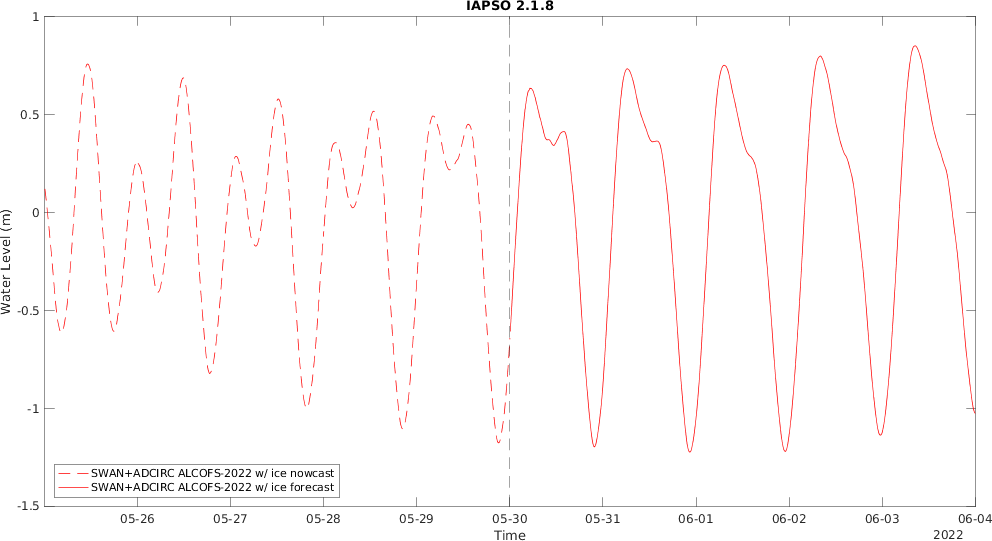 IAPSO 2.1.8
1
0.5
0
-0.5
-1
-1.5
Water Level (m)
SWAN+ADCIRC ALCOFS-2022 w/ ice nowcast
SWAN+ADCIRC ALCOFS-2022 w/ ice forecast
05-26 05-27 05-28 05-29 05-30 05-31 06-01 06-02 06-03 06-04
Time
2022